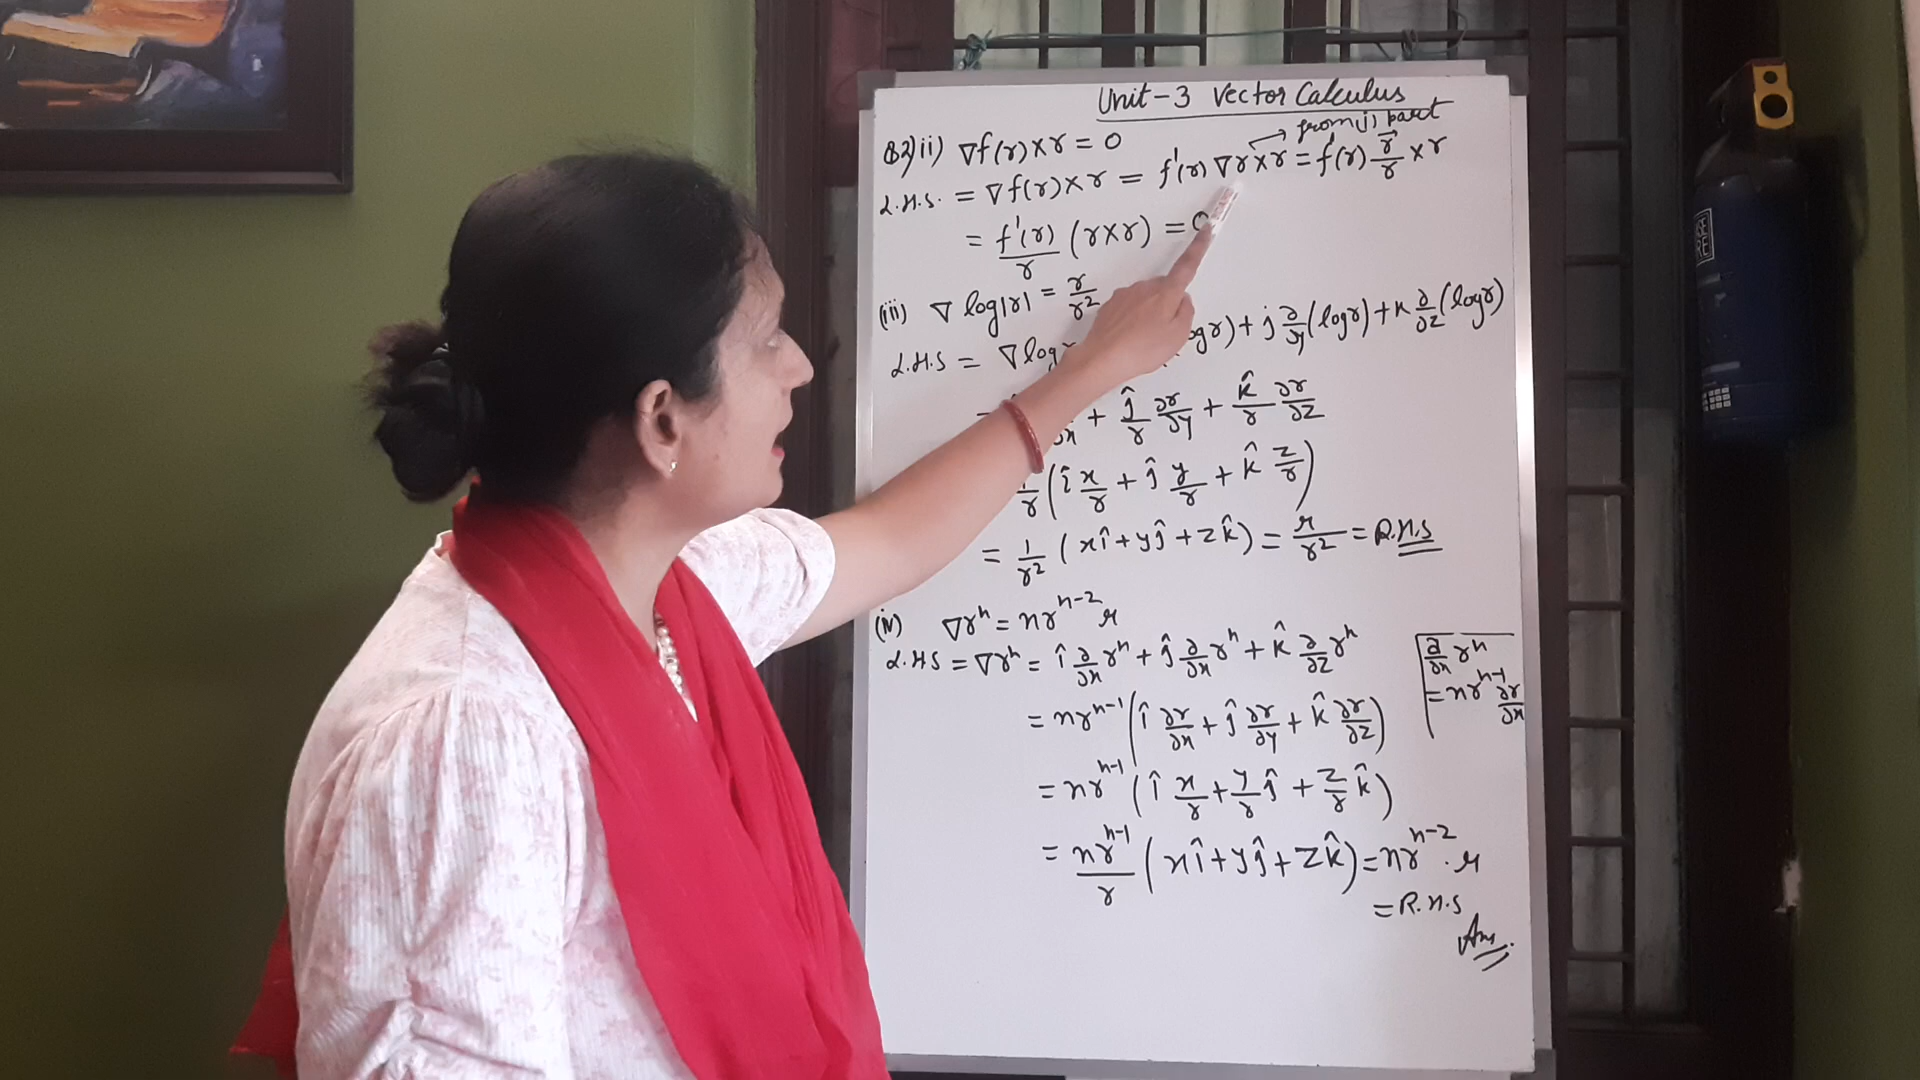 Unit-3 Vector Calculus
from (i) part
Q2) ii) ∇f(r)×r = 0
L.H.S. = ∇f(r)×r = f'(r) ∇r×r = f'(r) r⃗/r ×r
= f'(r)/r (r×r) = 0
(iii) ∇ log|r| = r/r²
L.H.S = ∇ log r) + j ∂/∂y (log r) + k ∂/∂z (log r)
+ ĵ/r ∂r/∂y + k̂/r ∂r/∂z
1/r (î x/r + ĵ y/r + k̂ z/r)
= 1/r² (xî + yĵ + zk̂) = r/r² = R.H.S
(iv) ∇rⁿ = nrⁿ⁻² r
L.H.S = ∇rⁿ = î ∂/∂x rⁿ + ĵ ∂/∂x rⁿ + k̂ ∂/∂z rⁿ
∂/∂x rⁿ
= nrⁿ⁻¹ ∂r/∂x
= nrⁿ⁻¹ (î ∂r/∂x + ĵ ∂r/∂y + k̂ ∂r/∂z)
= nrⁿ⁻¹ (î x/r + y/r ĵ + z/r k̂)
= nrⁿ⁻¹/r (xî + yĵ + zk̂) = nrⁿ⁻² . r
= R.H.S
Ans.